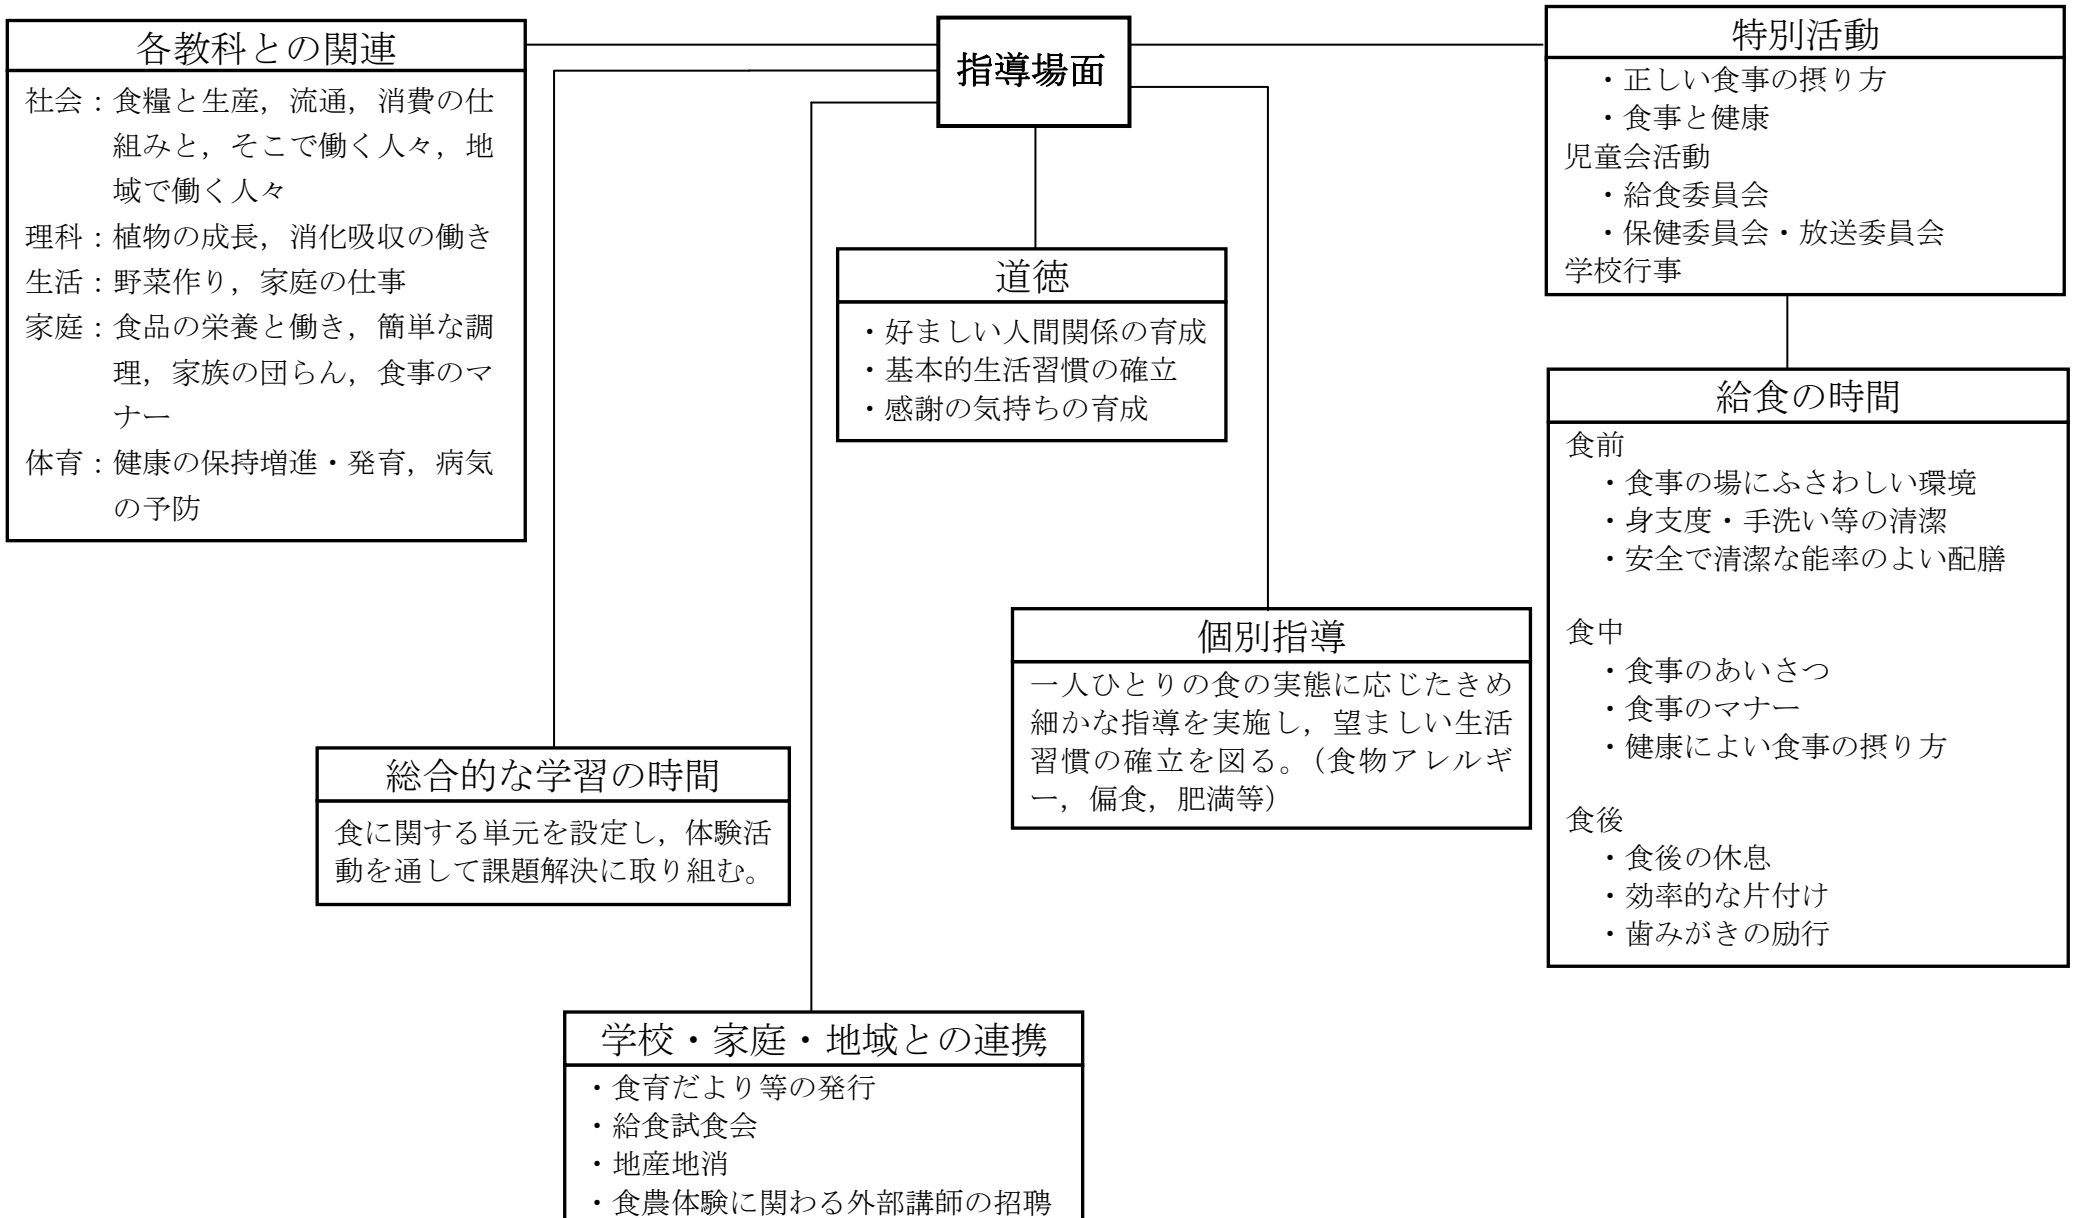 指導場面
各教科との関連
社会：食糧と生産，流通，消費の仕
組みと，そこで働く人々，地
域で働く人々
理科：植物の成長，消化吸収の働き
生活：野菜作り，家庭の仕事
家庭：食品の栄養と働き，簡単な調
理，家族の団らん，食事のマ
ナー
体育：健康の保持増進・発育，病気
の予防
道徳
・好ましい人間関係の育成
・基本的生活習慣の確立
・感謝の気持ちの育成
特別活動
・正しい食事の摂り方
・食事と健康
児童会活動
・給食委員会
・保健委員会・放送委員会
学校行事
給食の時間
食前
・食事の場にふさわしい環境
・身支度・手洗い等の清潔
・安全で清潔な能率のよい配膳
食中
・食事のあいさつ
・食事のマナー
・健康によい食事の摂り方
食後
・食後の休息
・効率的な片付け
・歯みがきの励行
個別指導
一人ひとりの食の実態に応じたきめ
細かな指導を実施し，望ましい生活
習慣の確立を図る。（食物アレルギ
ー，偏食，肥満等）
総合的な学習の時間
食に関する単元を設定し，体験活
動を通して課題解決に取り組む。
学校・家庭・地域との連携
・食育だより等の発行
・給食試食会
・地産地消
・食農体験に関わる外部講師の招聘